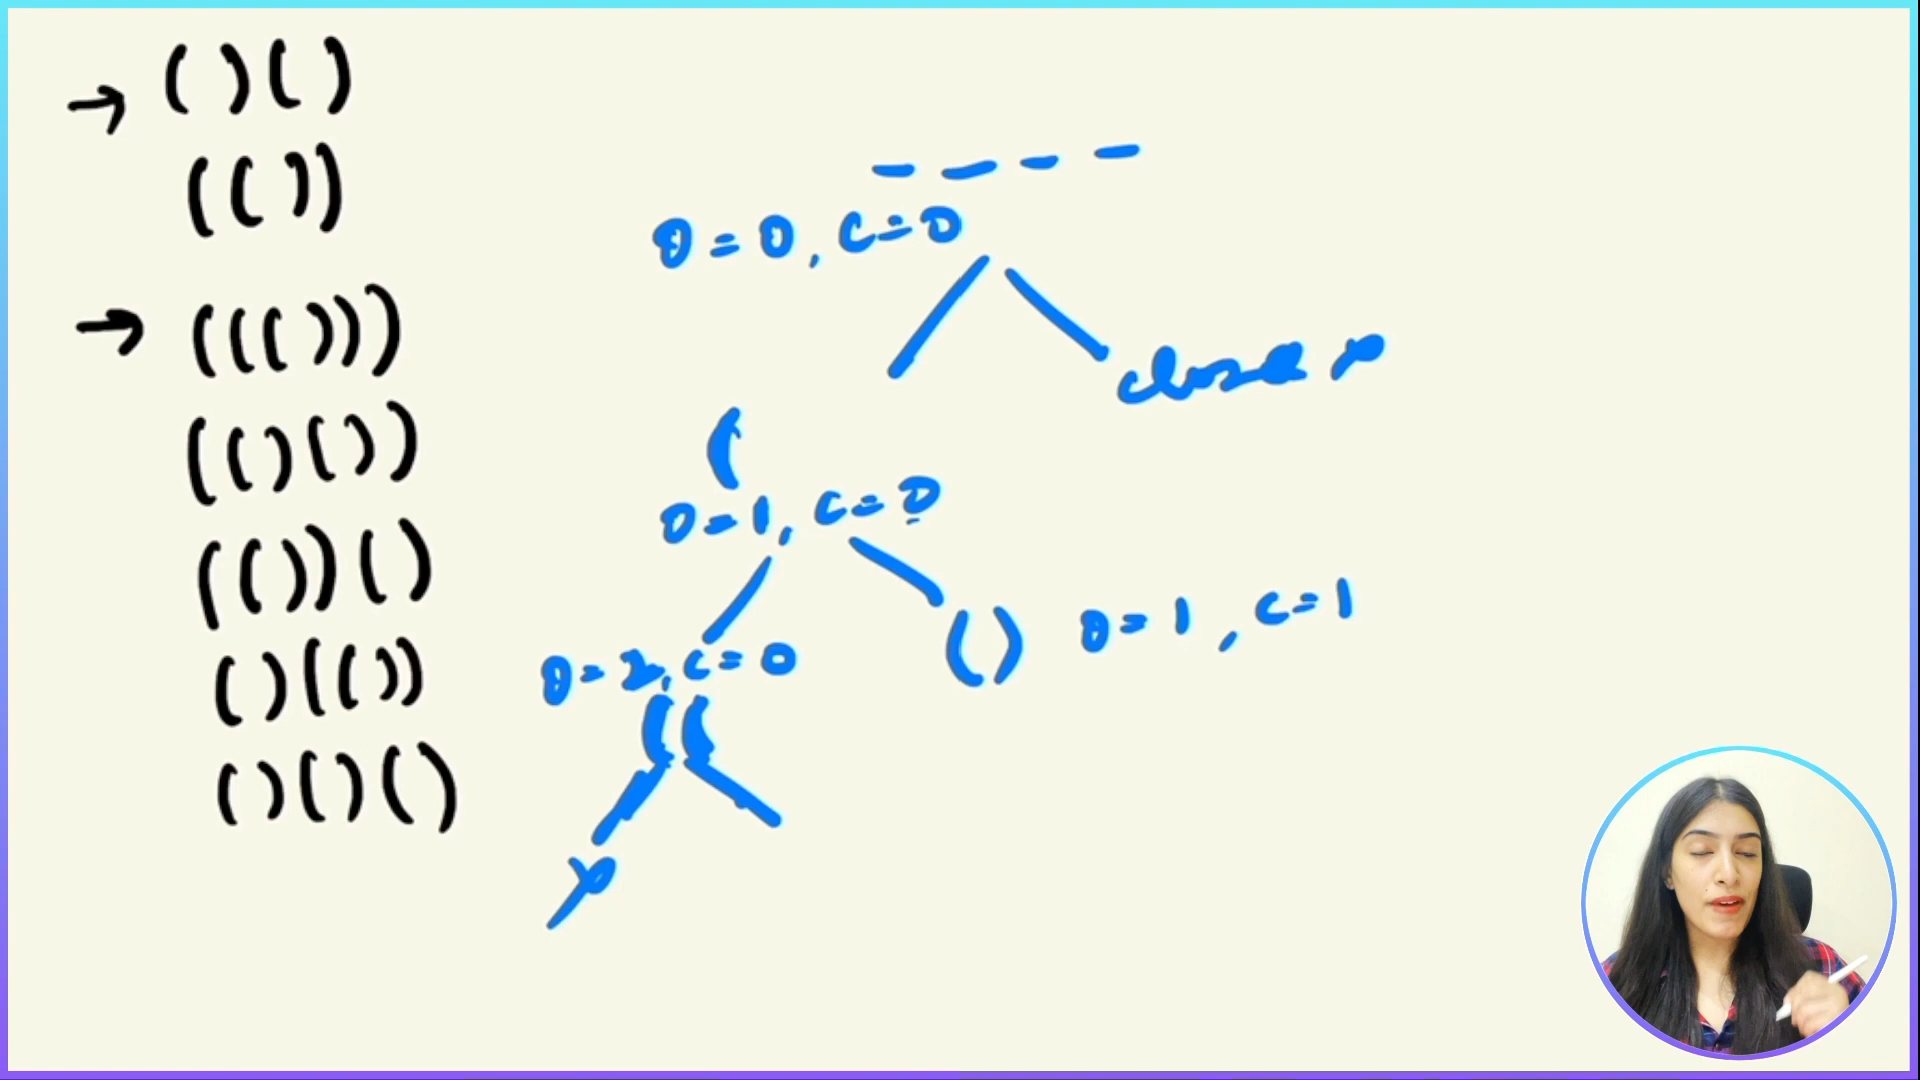 → ( ) ( )
( ( ) )
→ ( ( ( ) ) )
( ( ) ( ) )
( ( ) ) ( )
( ) ( ( ) )
( ) ( ) ( )
_ _ _ _
O = 0, C = 0
close x
(
O = 1, C = 0
( ) O = 1, C = 1
O = 2, C = 0
( (
x